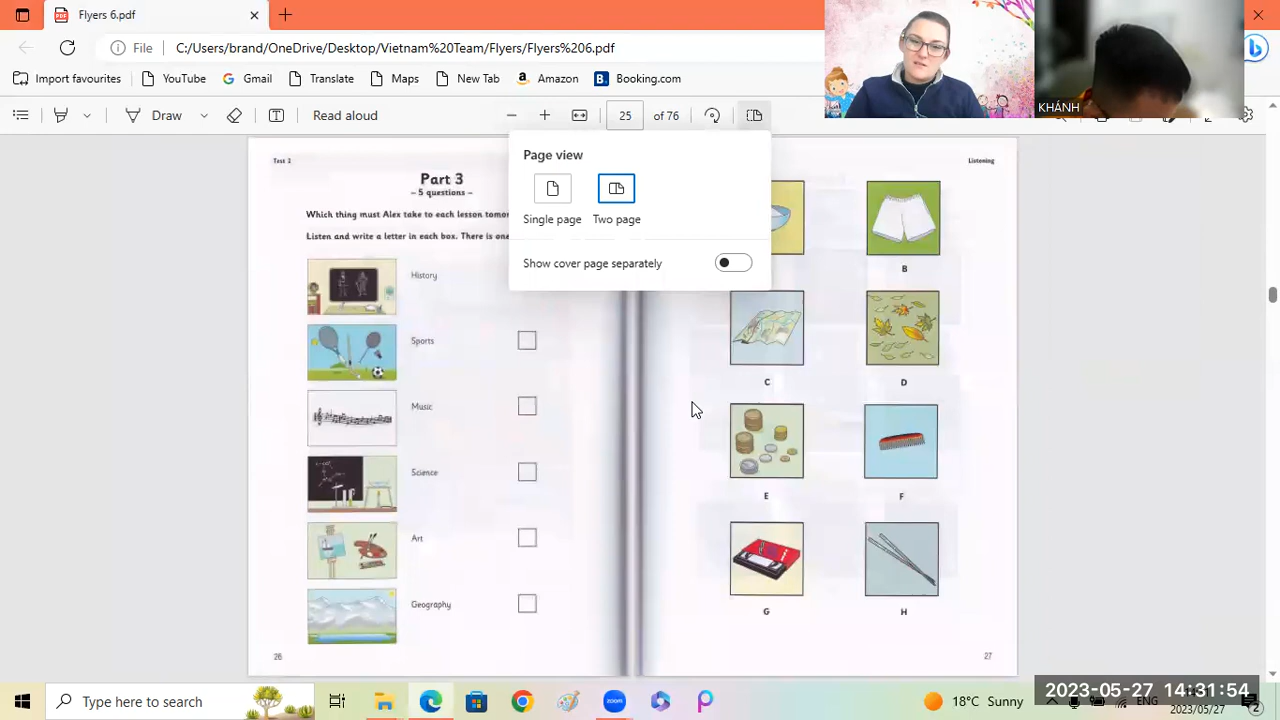 Flyers 6.pdf
File
C:/Users/brand/OneDrive/Desktop/Vietnam%20Team/Flyers/Flyers%206.pdf
Import favourites
YouTube
Gmail
Translate
Maps
New Tab
Amazon
Booking.com
KHÁNH
Draw
Read aloud
25
of 76
Page view
Single page
Two page
Show cover page separately
Test 2
Part 3
– 5 questions –
Which thing must Alex take to each lesson
Listen and write a letter in each box. There is
History
Sports
Music
Science
Art
Geography
26
Listening
B
C
D
E
F
G
H
27
Type here to search
18°C Sunny
ENG
2023-05-27 14:31:54
2023/05/27
2